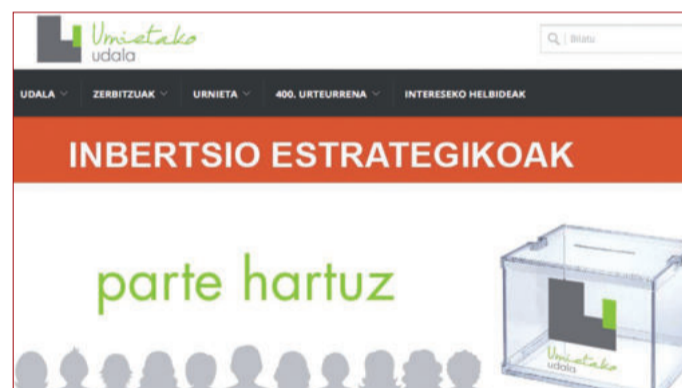 Urnietako
udala
Bilatu
UDALA
ZERBITZUAK
URNIETA
400. URTEURRENA
INTERESEKO HELBIDEAK
INBERTSIO ESTRATEGIKOAK
parte hartuz
Urnietako
udala